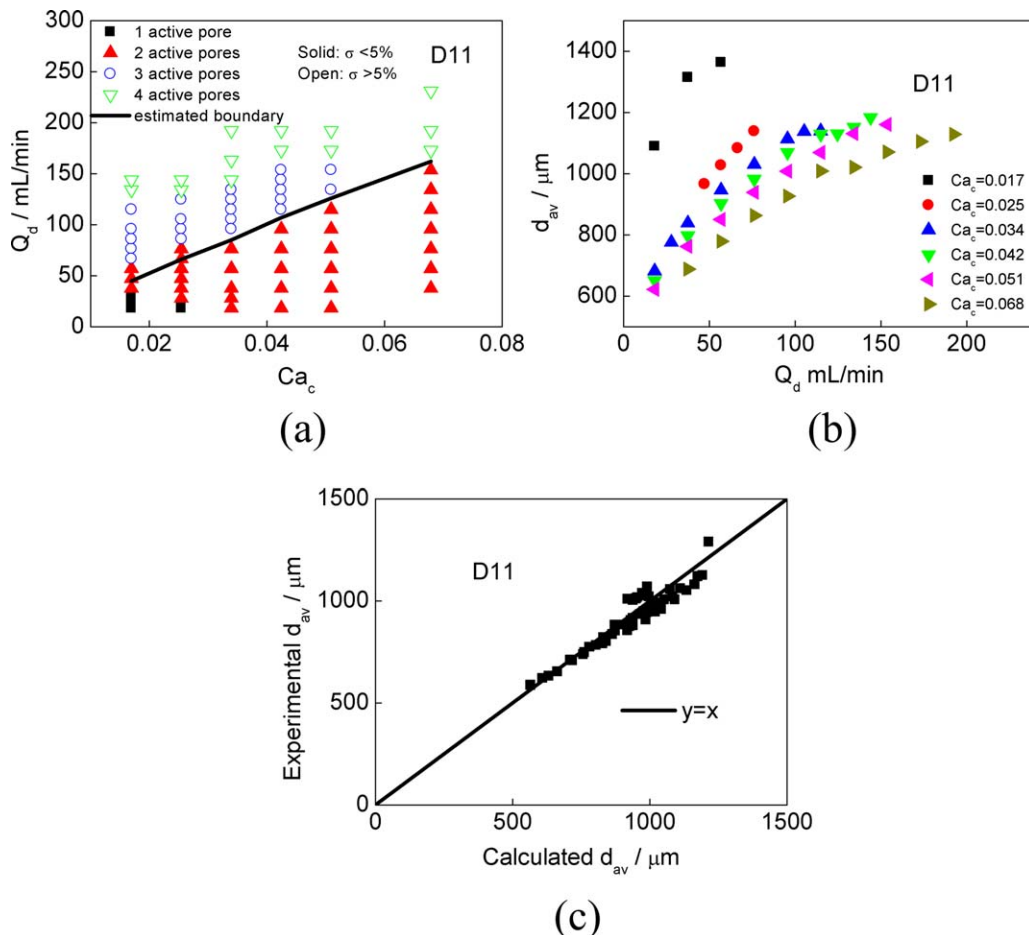 300
250
200
150
100
50
0
Q_d / mL/min
1 active pore
2 active pores
3 active pores
4 active pores
estimated boundary
Solid: σ <5%
Open: σ >5%
D11
0.02 0.04 0.06 0.08
Ca_c
(a)
1400
1200
1000
800
600
d_av / μm
D11
Ca_c=0.017
Ca_c=0.025
Ca_c=0.034
Ca_c=0.042
Ca_c=0.051
Ca_c=0.068
0 50 100 150 200
Q_d mL/min
(b)
1500
1000
500
0
Experimental d_av / μm
D11
y=x
0 500 1000 1500
Calculated d_av / μm
(c)